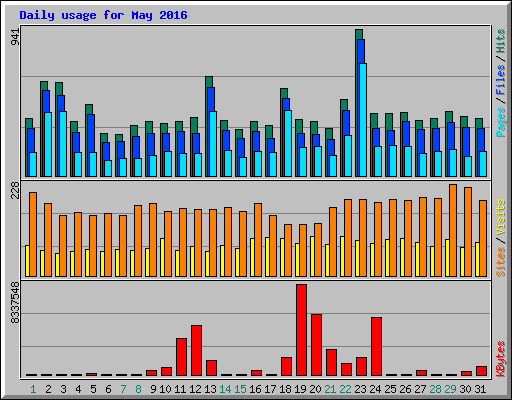 Daily usage for May 2016
941
Pages / Files / Hits
228
Sites / Visits
8337548
KBytes
1 2 3 4 5 6 7 8 9 10 11 12 13 14 15 16 17 18 19 20 21 22 23 24 25 26 27 28 29 30 31